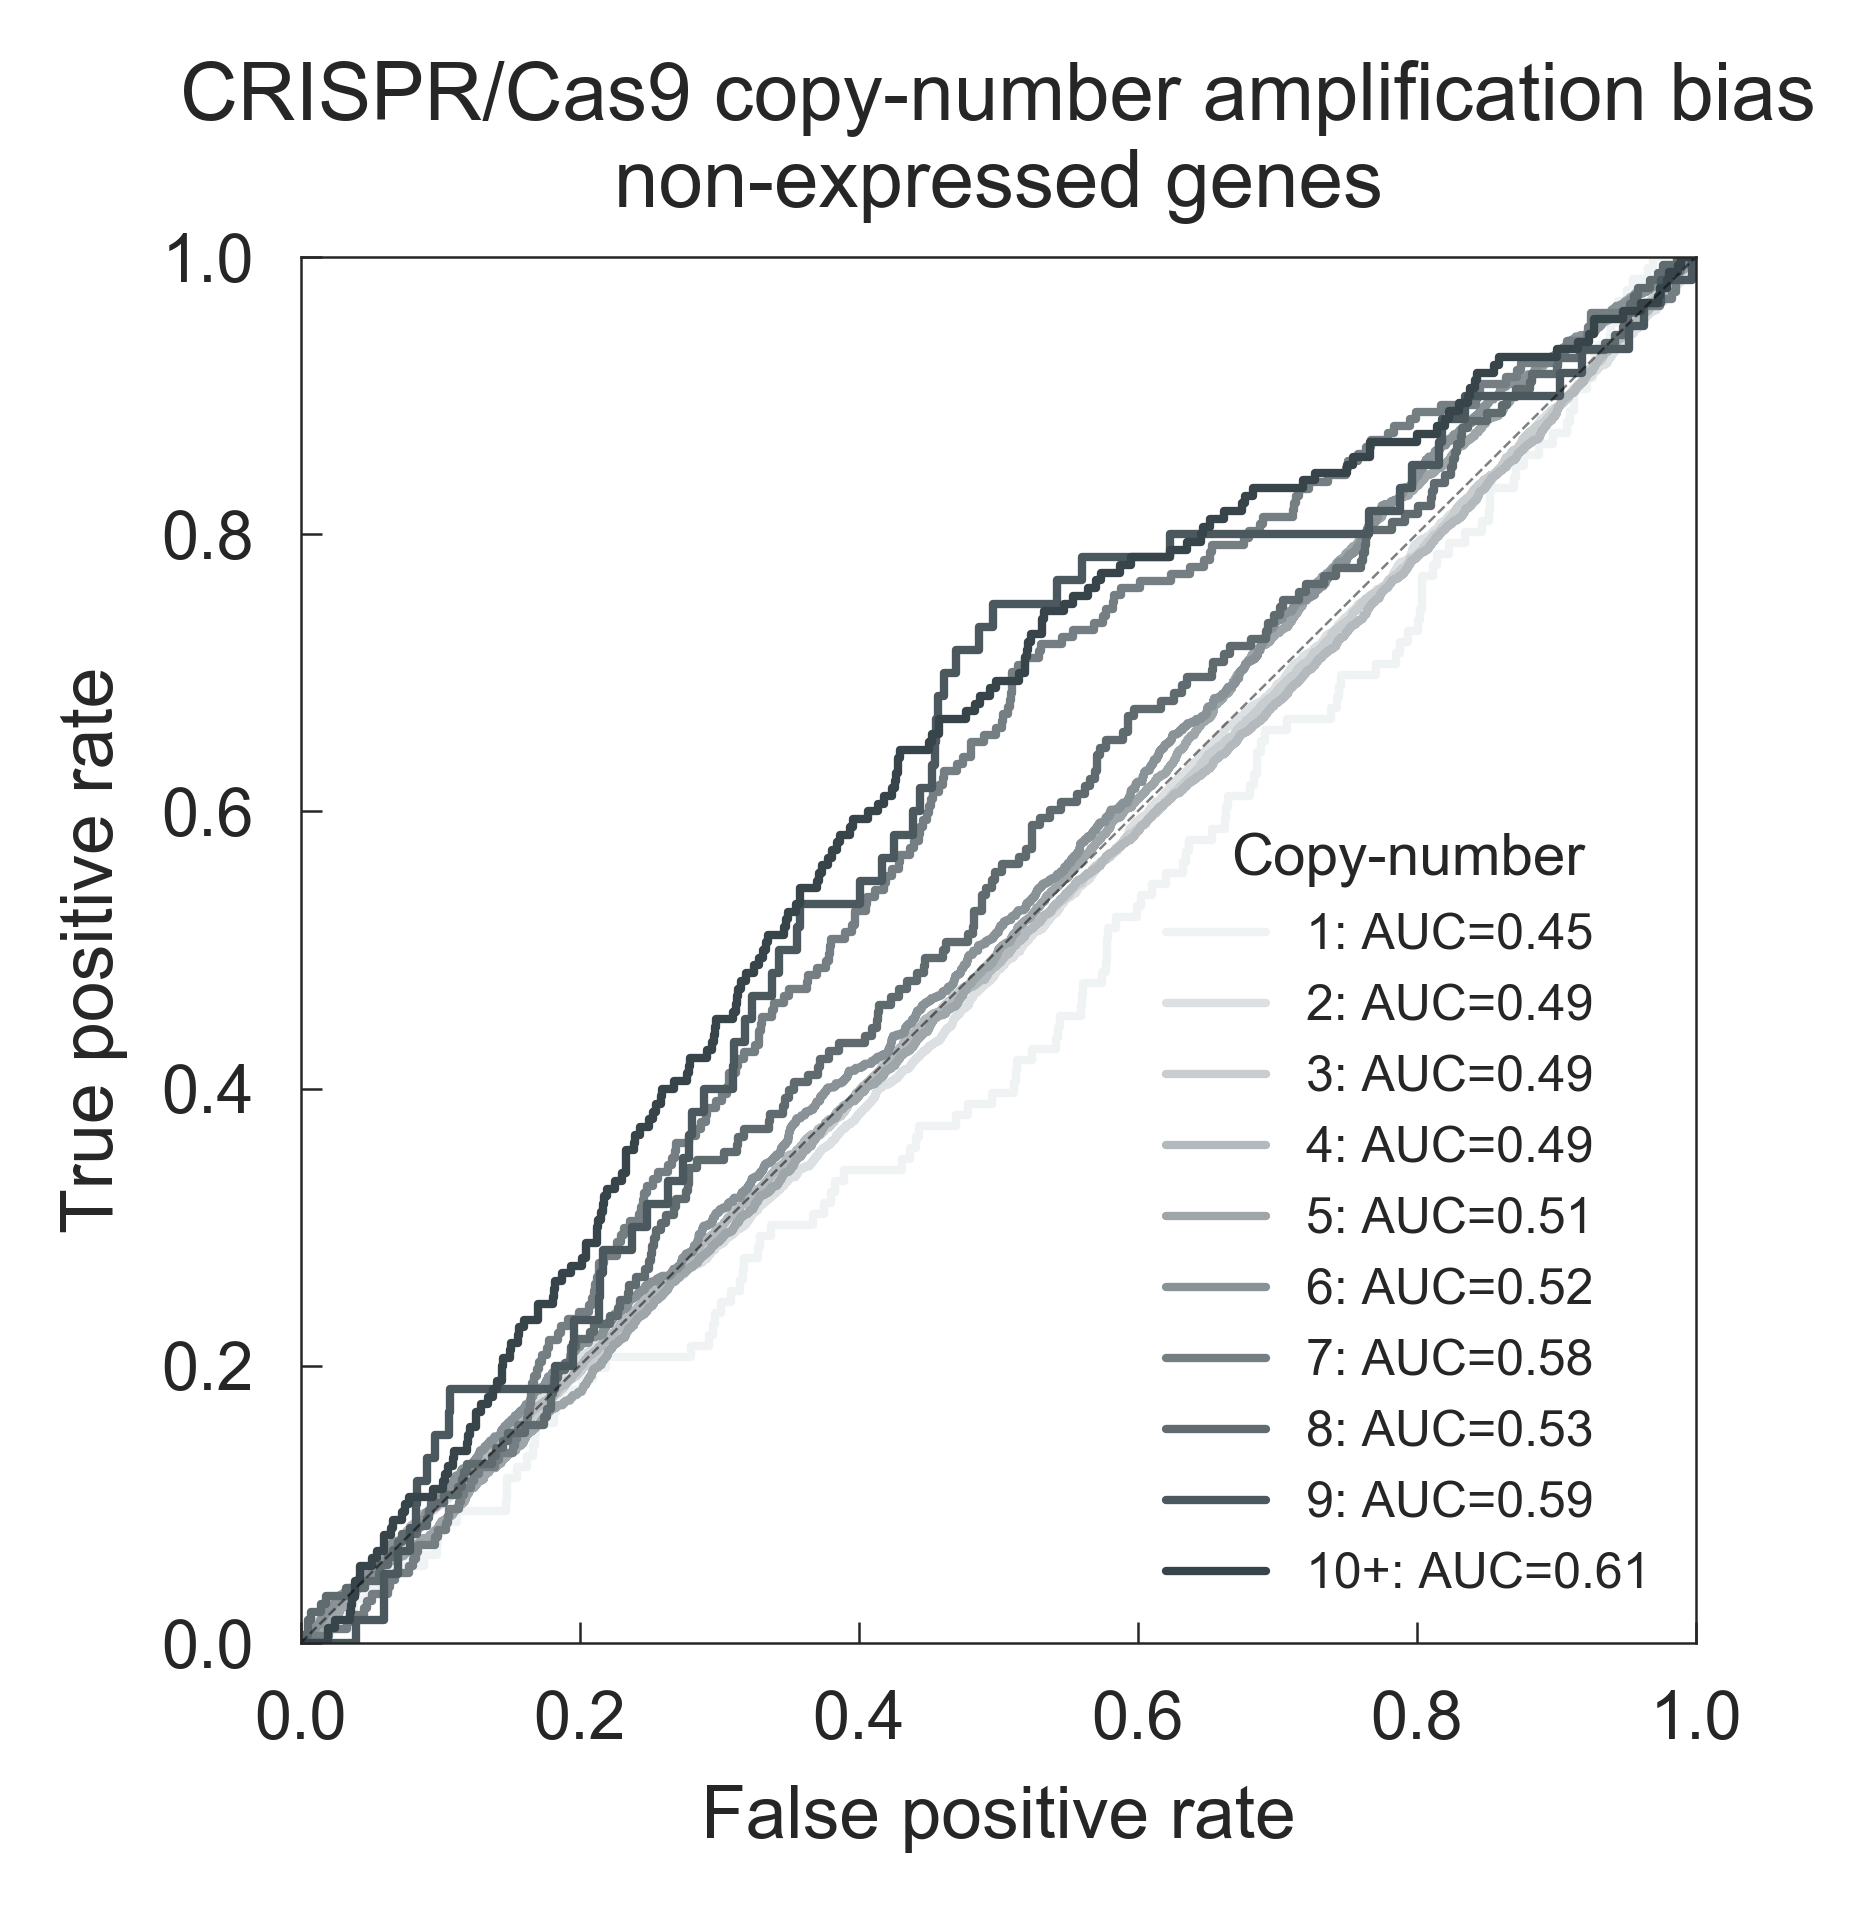 CRISPR/Cas9 copy-number amplification bias
non-expressed genes
1.0
0.8
0.6
0.4
0.2
0.0
True positive rate
Copy-number
1: AUC=0.45
2: AUC=0.49
3: AUC=0.49
4: AUC=0.49
5: AUC=0.51
6: AUC=0.52
7: AUC=0.58
8: AUC=0.53
9: AUC=0.59
10+: AUC=0.61
0.0 0.2 0.4 0.6 0.8 1.0
False positive rate